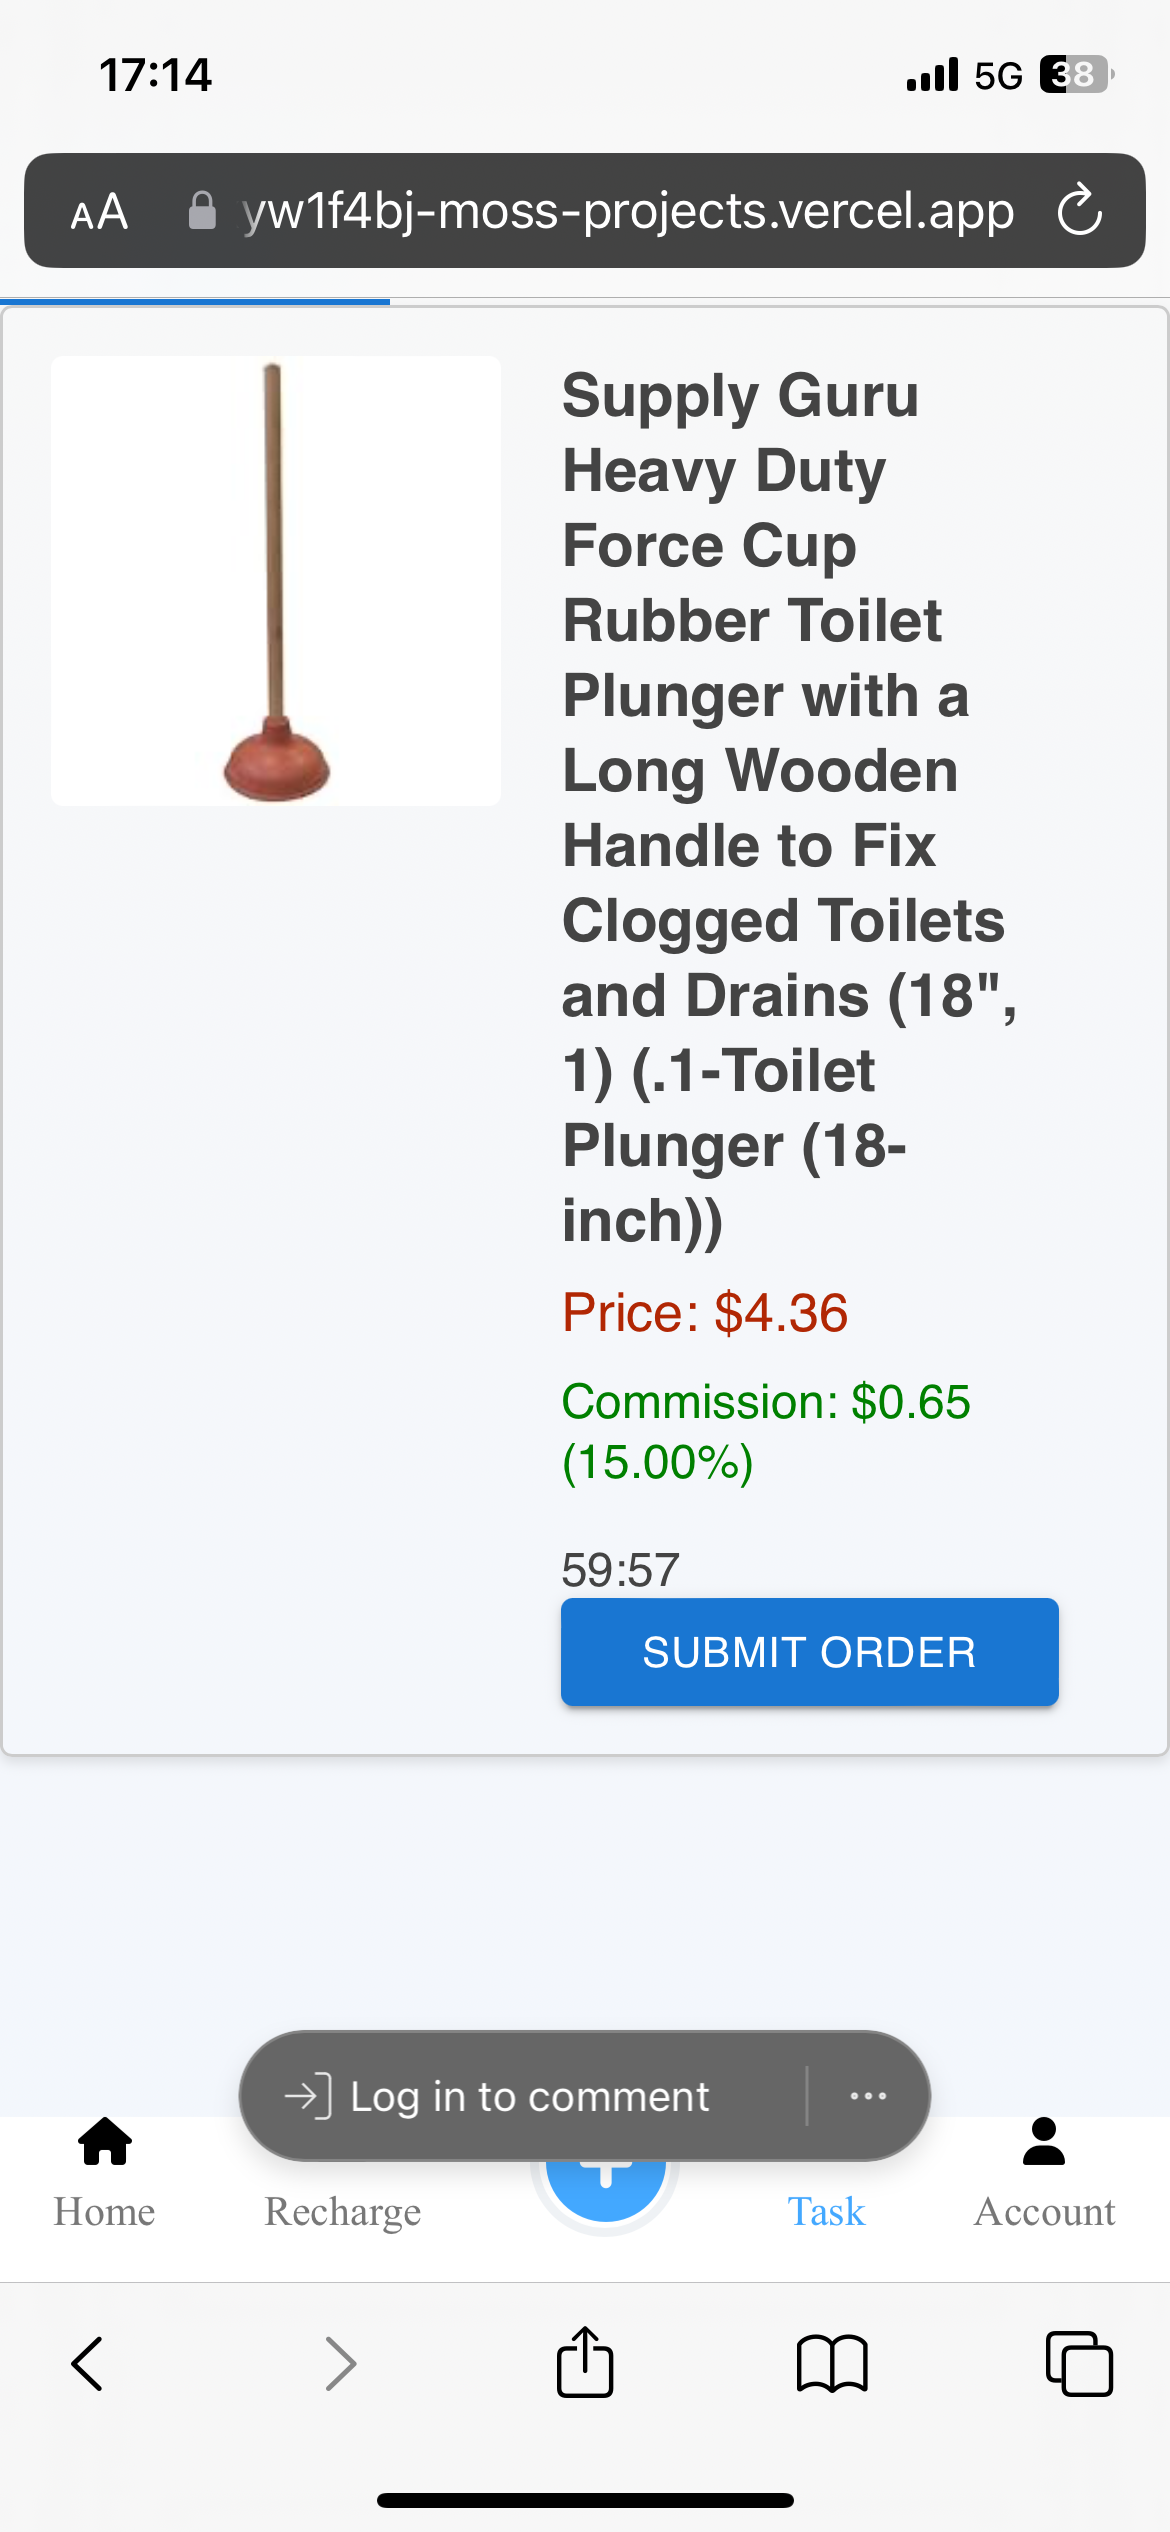 17:14
5G 38
AA yw1f4bj-moss-projects.vercel.app
Supply Guru
Heavy Duty
Force Cup
Rubber Toilet
Plunger with a
Long Wooden
Handle to Fix
Clogged Toilets
and Drains (18",
1) (.1-Toilet
Plunger (18-
inch))
Price: $4.36
Commission: $0.65
(15.00%)
59:57
SUBMIT ORDER
Log in to comment
Home
Recharge
Task
Account